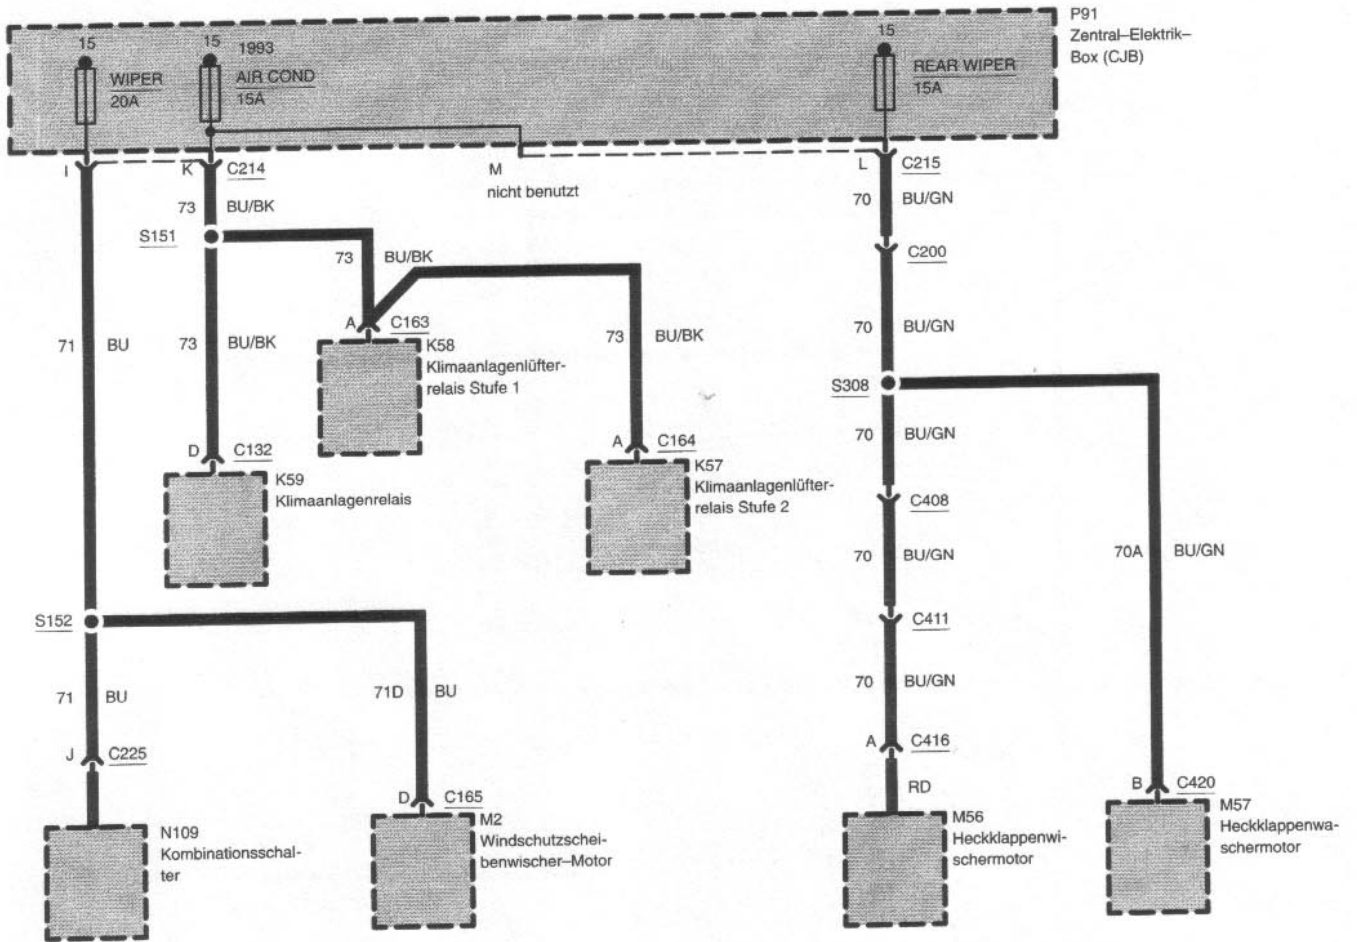 P91
Zentral–Elektrik–
Box (CJB)
15
WIPER
20A
15
1993
AIR COND
15A
15
REAR WIPER
15A
I
K
C214
M
nicht benutzt
L
C215
73
BU/BK
70
BU/GN
S151
73
BU/BK
C200
71
BU
73
BU/BK
A
C163
K58
Klimaanlagenlüfter-
relais Stufe 1
73
BU/BK
70
BU/GN
S308
D
C132
K59
Klimaanlagenrelais
A
C164
K57
Klimaanlagenlüfter-
relais Stufe 2
70
BU/GN
C408
70
BU/GN
70A
BU/GN
S152
C411
71
BU
71D
BU
70
BU/GN
J
C225
A
C416
D
C165
RD
B
C420
N109
Kombinationsschal-
ter
M2
Windschutzschei-
benwischer–Motor
M56
Heckklappenwi-
schermotor
M57
Heckklappenwa-
schermotor